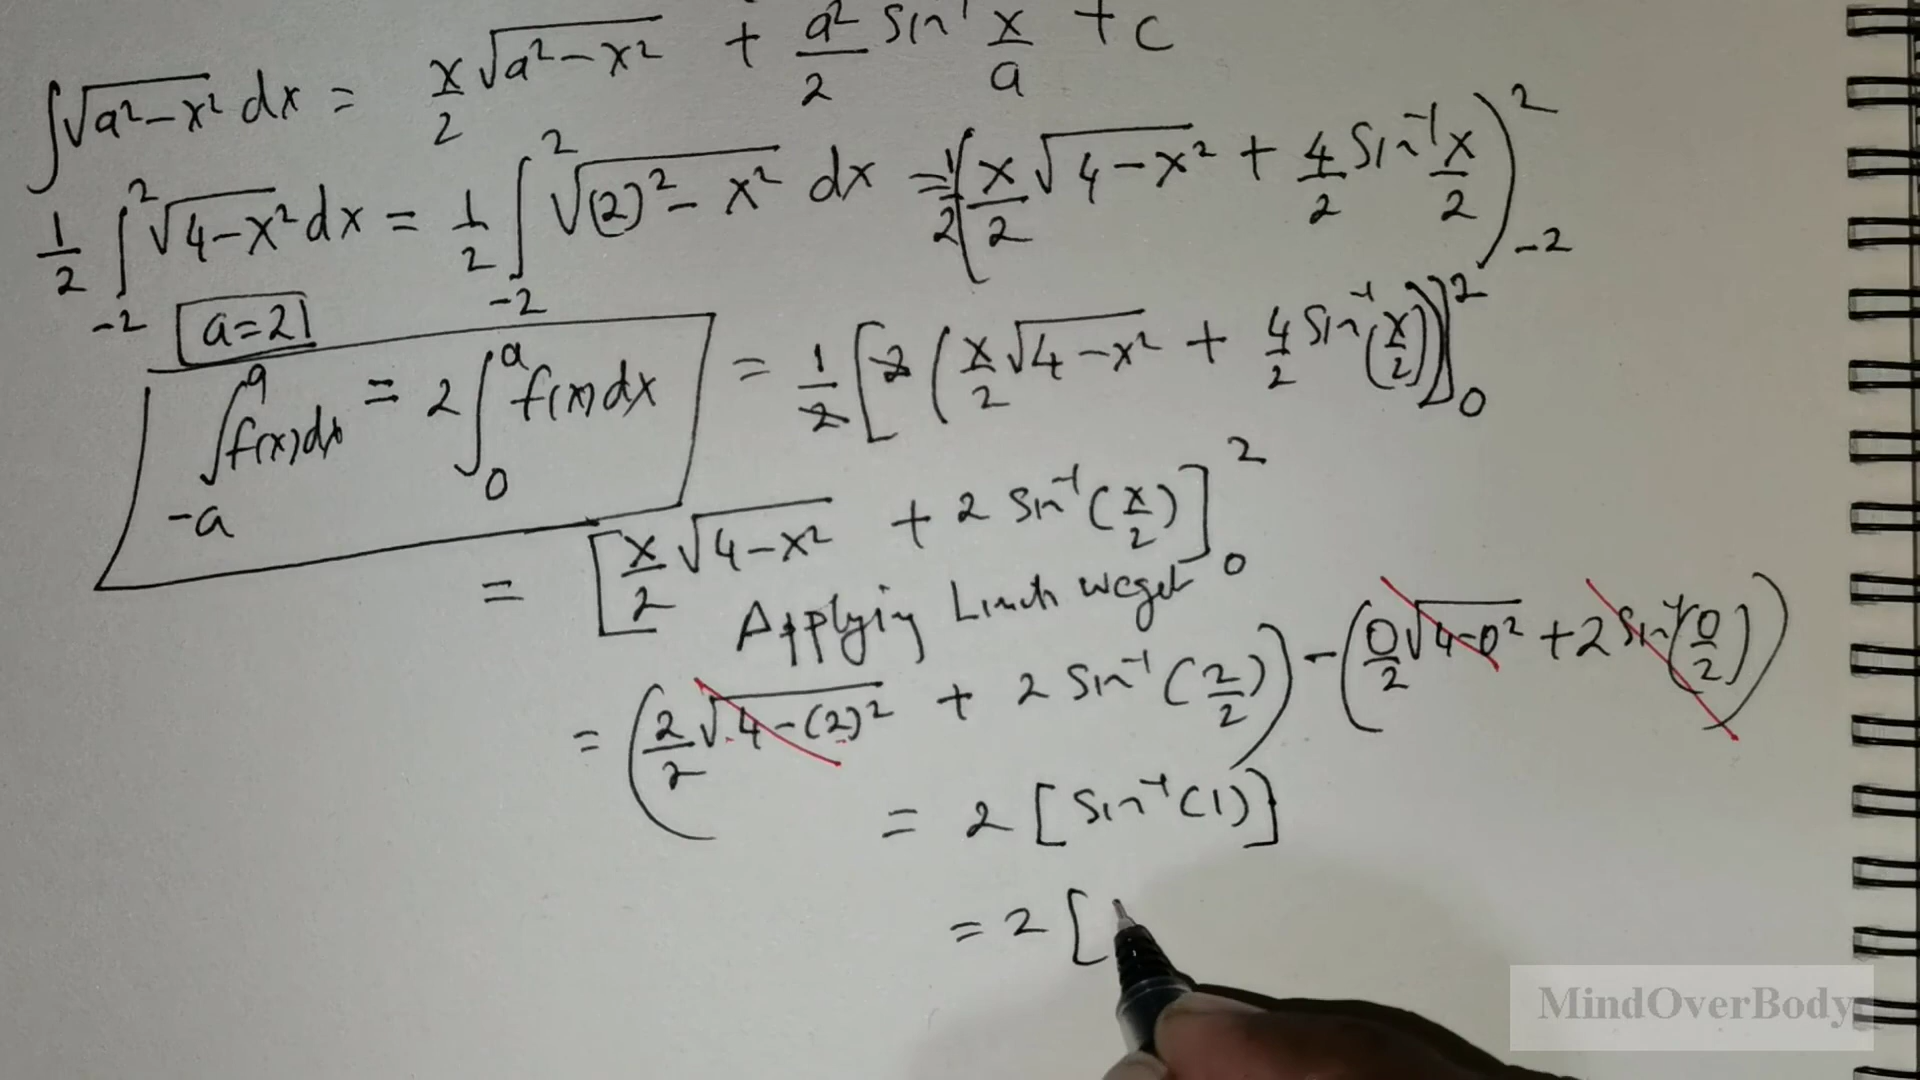 ∫√(a²−x²) dx = x/2 √(a²−x²) + a²/2 sin⁻¹ x/a + c
1/2 ∫₋₂² √(4−x²) dx = 1/2 ∫₋₂² √((2)²−x²) dx = 1/2 (x/2 √(4−x²) + 4/2 sin⁻¹ x/2)₋₂²
a=2
∫₋ₐᵃ f(x)dx = 2∫₀ᵃ f(x)dx
= 1/2 [2 (x/2 √(4−x²) + 4/2 sin⁻¹(x/2))]₀²
= [x/2 √(4−x²) + 2 sin⁻¹(x/2)]₀²
Applying we get
= (2/2 √(4−(2)²) + 2 sin⁻¹(2/2)) − (0/2 √(4−0²) + 2 sin⁻¹(0/2))
= 2 [sin⁻¹(1)]
= 2 [
MindOverBody